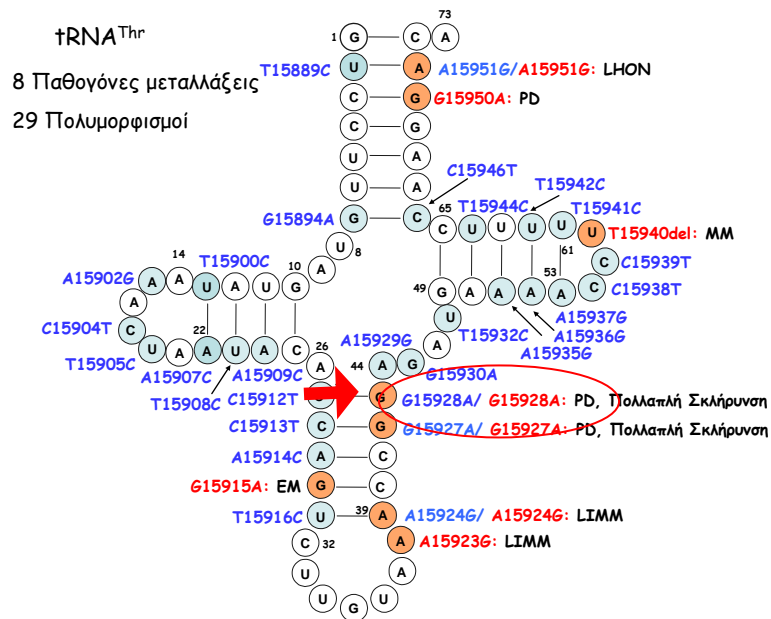 73
tRNAThr
1 G C A
T15889C U A A15951G/ A15951G: LHON
8 Παθογόνες μεταλλάξεις
C G G15950A: PD
29 Πολυμορφισμοί
C G
U A
C15946T
U A
T15942C
T15944C T15941C
G15894A G C 65
C U U U U U T15940del: MM
U 8
14 T15900C 10 61
A15902G A A U A U G A C C15939T
53
49 G A A A A C C15938T
A
C15904T C 22 U T15932C A15937G
A15936G
A15935G
T15905C U A A U A C 26
A15907C A15909C A 44 A G A A15929G
T15908C G15930A
C15912T G G15928A/ G15928A: PD, Πολλαπλή Σκλήρυνση
C15913T C G G15927A/ G15927A: PD, Πολλαπλή Σκλήρυνση
A15914C A C
G15915A: EM G C
T15916C U 39 A A15924G/ A15924G: LIMM
C 32 A A15923G: LIMM
U A
U U
U G